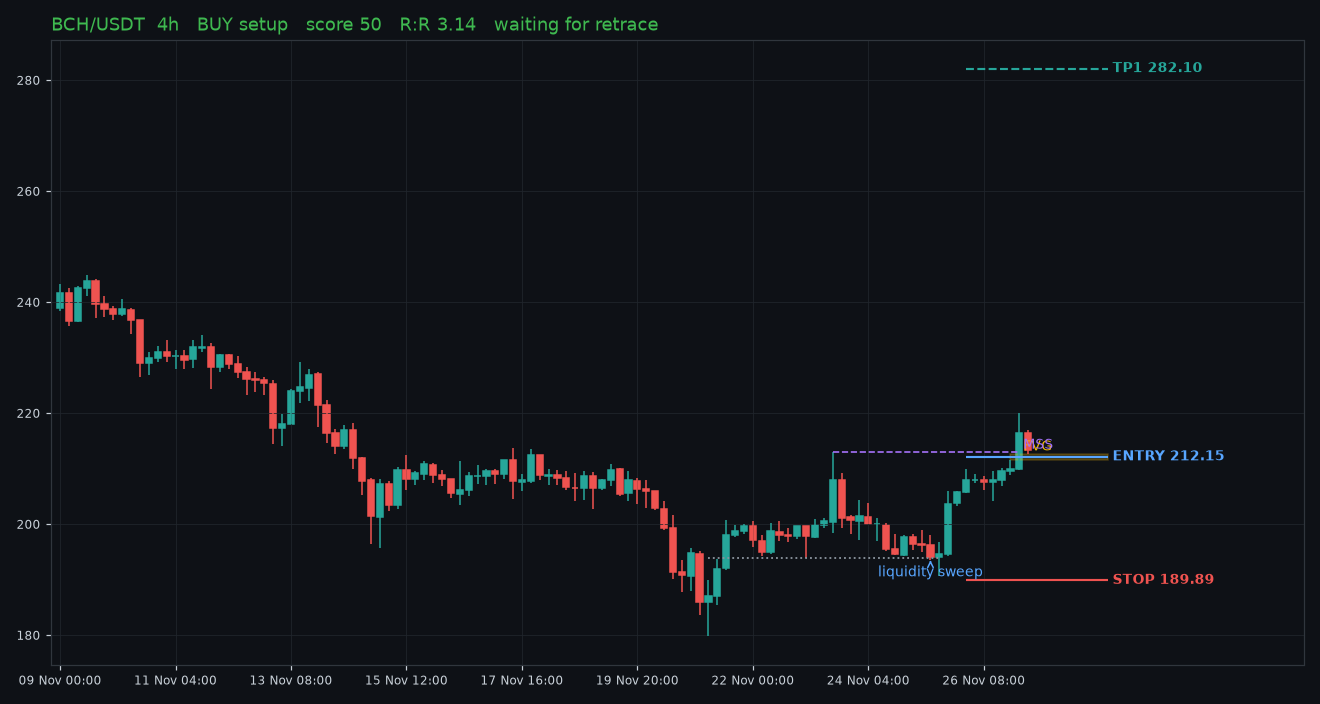 BCH/USDT 4h BUY setup score 50 R:R 3.14 waiting for retrace
280
260
240
220
200
180
TP1 282.10
ENTRY 212.15
STOP 189.89
liquidity sweep
09 Nov 00:00
11 Nov 04:00
13 Nov 08:00
15 Nov 12:00
17 Nov 16:00
19 Nov 20:00
22 Nov 00:00
24 Nov 04:00
26 Nov 08:00